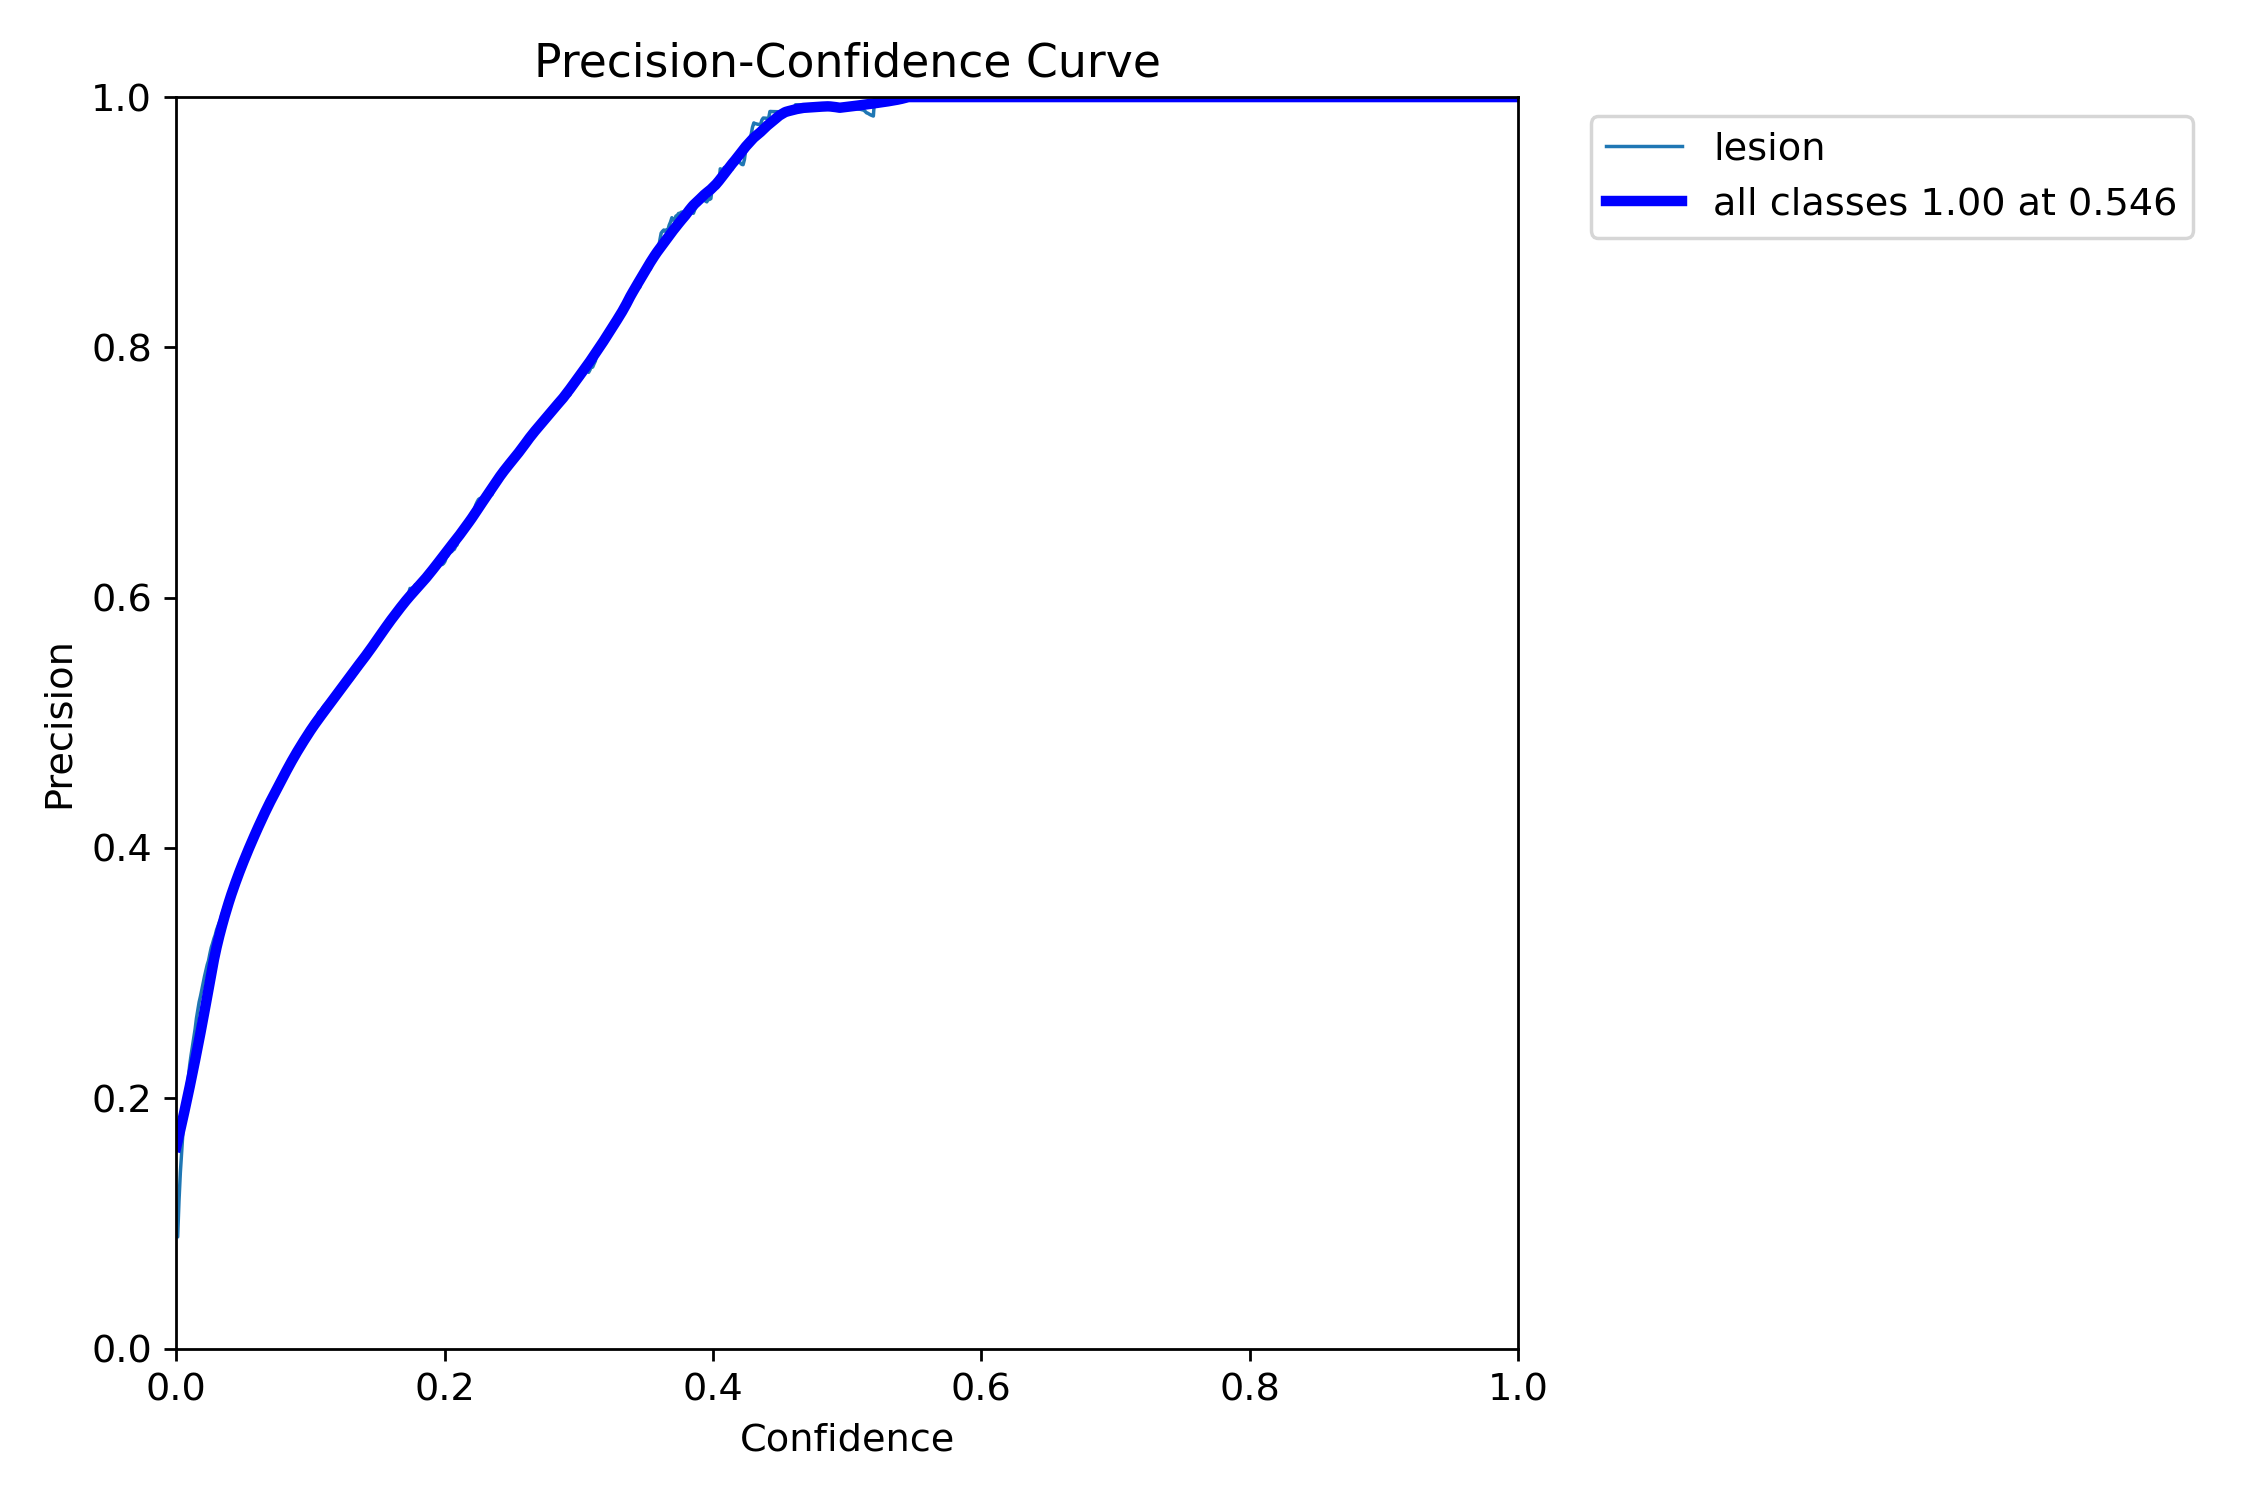 Precision-Confidence Curve
1.0
0.8
0.6
0.4
0.2
0.0
Precision
0.0 0.2 0.4 0.6 0.8 1.0
Confidence
lesion
all classes 1.00 at 0.546